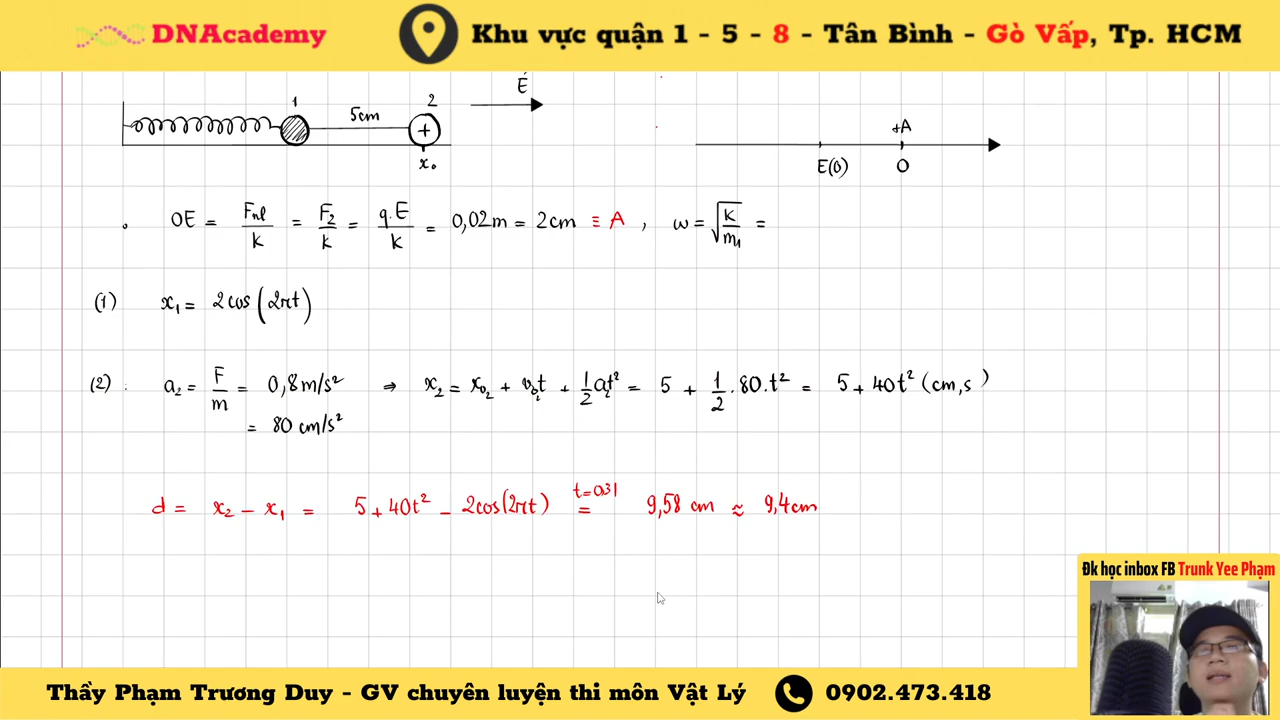 DNAcademy
Khu vực quận 1 - 5 - 8 - Tân Bình - Gò Vấp, Tp. HCM
1 5cm 2 E
x₀
+A
E(0) O
OE = Fₙₗ/k = F₂/k = q.E/k = 0,02m = 2cm ≡ A , ω = √(k/m₁) =
(1) x₁ = 2cos(2πt)
(2) a₂ = F/m = 0,8m/s² ⇒ x₂ = x₀₂ + v₀₂t + 1/2 a₂t² = 5 + 1/2 . 80.t² = 5 + 40t² (cm,s)
= 80 cm/s²
d = x₂ - x₁ = 5 + 40t² - 2cos(2πt) t=0,31 = 9,58 cm ≈ 9,4cm
Đk học inbox FB Trunk Yee Phạm
Thầy Phạm Trương Duy - GV chuyên luyện thi môn Vật Lý 0902.473.418